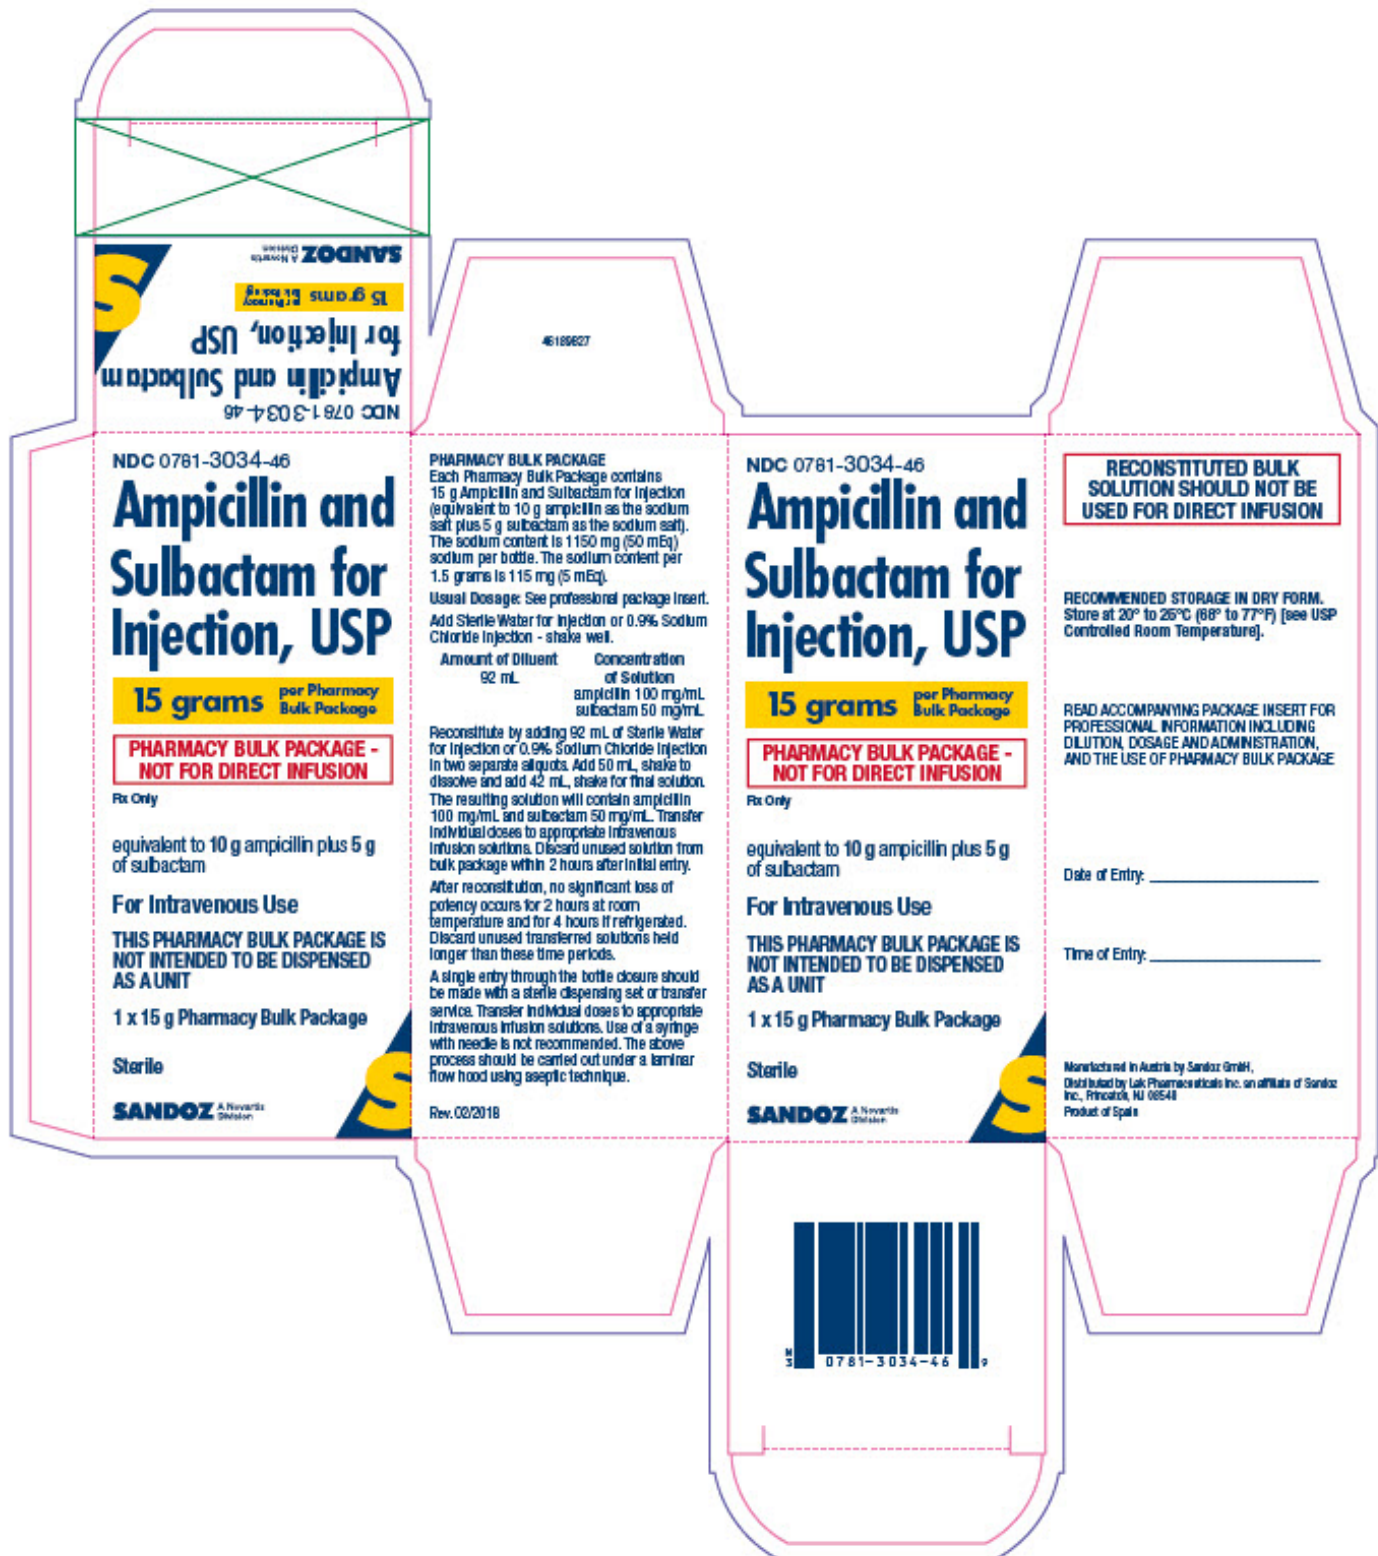 SANDOZ A Novartis
Division
15 grams per Pharmacy
Bulk Package
for Injection, USP
Ampicillin and Sulbactam
NDC 0781-3034-46
NDC 0781-3034-46
Ampicillin and
Sulbactam for
Injection, USP
15 grams per Pharmacy
Bulk Package
PHARMACY BULK PACKAGE -
NOT FOR DIRECT INFUSION
Rx Only
equivalent to 10 g ampicillin plus 5 g
of sulbactam
For Intravenous Use
THIS PHARMACY BULK PACKAGE IS
NOT INTENDED TO BE DISPENSED
AS A UNIT
1 x 15 g Pharmacy Bulk Package
Sterile
SANDOZ A Novartis
Division
S
46189827
PHARMACY BULK PACKAGE
Each Pharmacy Bulk Package contains
15 g Ampicillin and Sulbactam for Injection
(equivalent to 10 g ampicillin as the sodium
salt plus 5 g sulbactam as the sodium salt).
The sodium content is 1150 mg (50 mEq)
sodium per bottle. The sodium content per
1.5 grams is 115 mg (5 mEq).
Usual Dosage: See professional package insert.
Add Sterile Water for Injection or 0.9% Sodium
Chloride Injection - shake well.
Amount of Diluent Concentration
92 mL of Solution
ampicillin 100 mg/mL
sulbactam 50 mg/mL
Reconstitute by adding 92 mL of Sterile Water
for Injection or 0.9% Sodium Chloride Injection
in two separate aliquots. Add 50 mL, shake to
dissolve and add 42 mL, shake for final solution.
The resulting solution will contain ampicillin
100 mg/mL and sulbactam 50 mg/mL. Transfer
individual doses to appropriate intravenous
infusion solutions. Discard unused solution from
bulk package within 2 hours after initial entry.
After reconstitution, no significant loss of
potency occurs for 2 hours at room
temperature and for 4 hours if refrigerated.
Discard unused transferred solutions held
longer than these time periods.
A single entry through the bottle closure should
be made with a sterile dispensing set or transfer
service. Transfer individual doses to appropriate
intravenous infusion solutions. Use of a syringe
with needle is not recommended. The above
process should be carried out under a laminar
flow hood using aseptic technique.
Rev. 02/2018
NDC 0781-3034-46
Ampicillin and
Sulbactam for
Injection, USP
15 grams per Pharmacy
Bulk Package
PHARMACY BULK PACKAGE -
NOT FOR DIRECT INFUSION
Rx Only
equivalent to 10 g ampicillin plus 5 g
of sulbactam
For Intravenous Use
THIS PHARMACY BULK PACKAGE IS
NOT INTENDED TO BE DISPENSED
AS A UNIT
1 x 15 g Pharmacy Bulk Package
Sterile
SANDOZ A Novartis
Division
S
N
3 0781-3034-46 9
RECONSTITUTED BULK
SOLUTION SHOULD NOT BE
USED FOR DIRECT INFUSION
RECOMMENDED STORAGE IN DRY FORM.
Store at 20° to 25°C (68° to 77°F) [see USP
Controlled Room Temperature].
READ ACCOMPANYING PACKAGE INSERT FOR
PROFESSIONAL INFORMATION INCLUDING
DILUTION, DOSAGE AND ADMINISTRATION,
AND THE USE OF PHARMACY BULK PACKAGE
Date of Entry:
Time of Entry:
Manufactured in Austria by Sandoz GmbH,
Distributed by Lek Pharmaceuticals Inc. an affiliate of Sandoz
Inc., Princeton, NJ 08540
Product of Spain